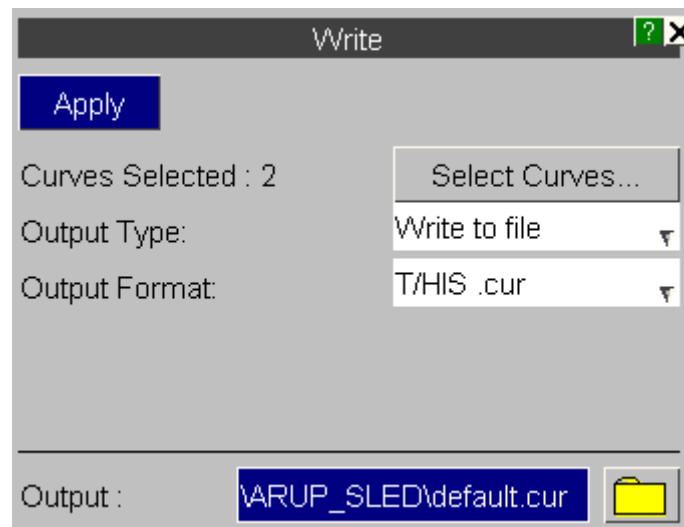 Write ? X
Apply
Curves Selected : 2 Select Curves...
Output Type: Write to file
Output Format: T/HIS .cur
Output : \ARUP_SLED\default.cur